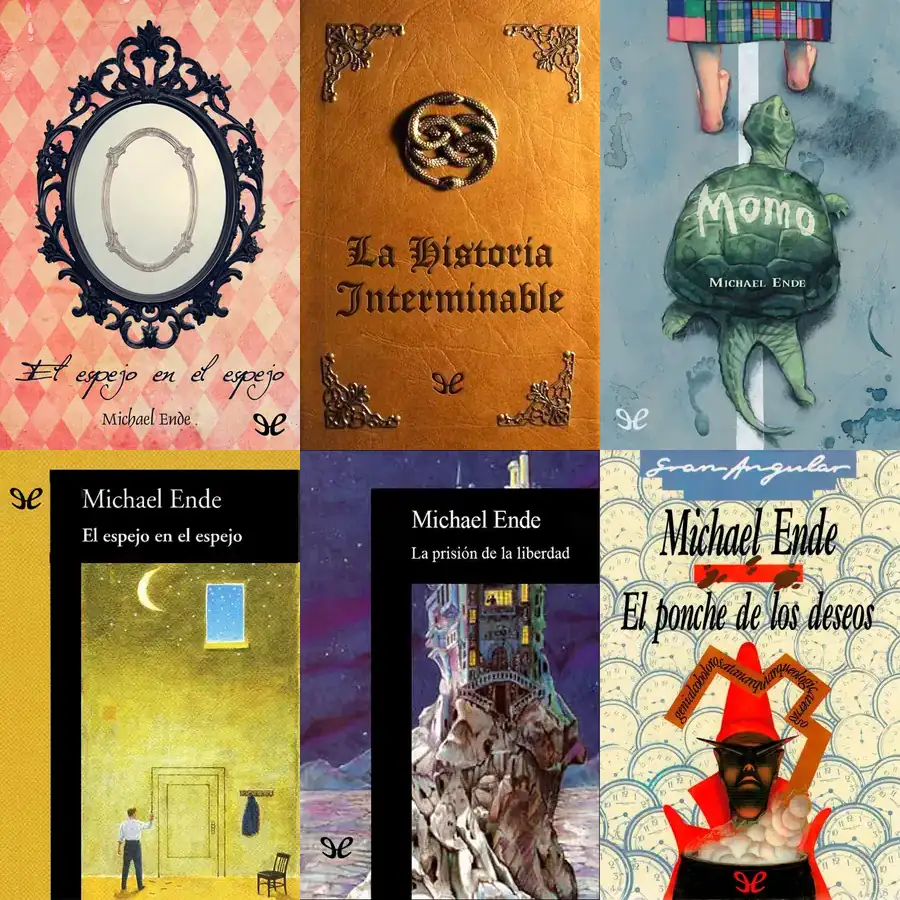 El espejo en el espejo
Michael Ende
La Historia
Interminable
Momo
Michael Ende
Michael Ende
El espejo en el espejo
Michael Ende
La prisión de la libertad
Gran Angular
Michael Ende
El ponche de los deseos